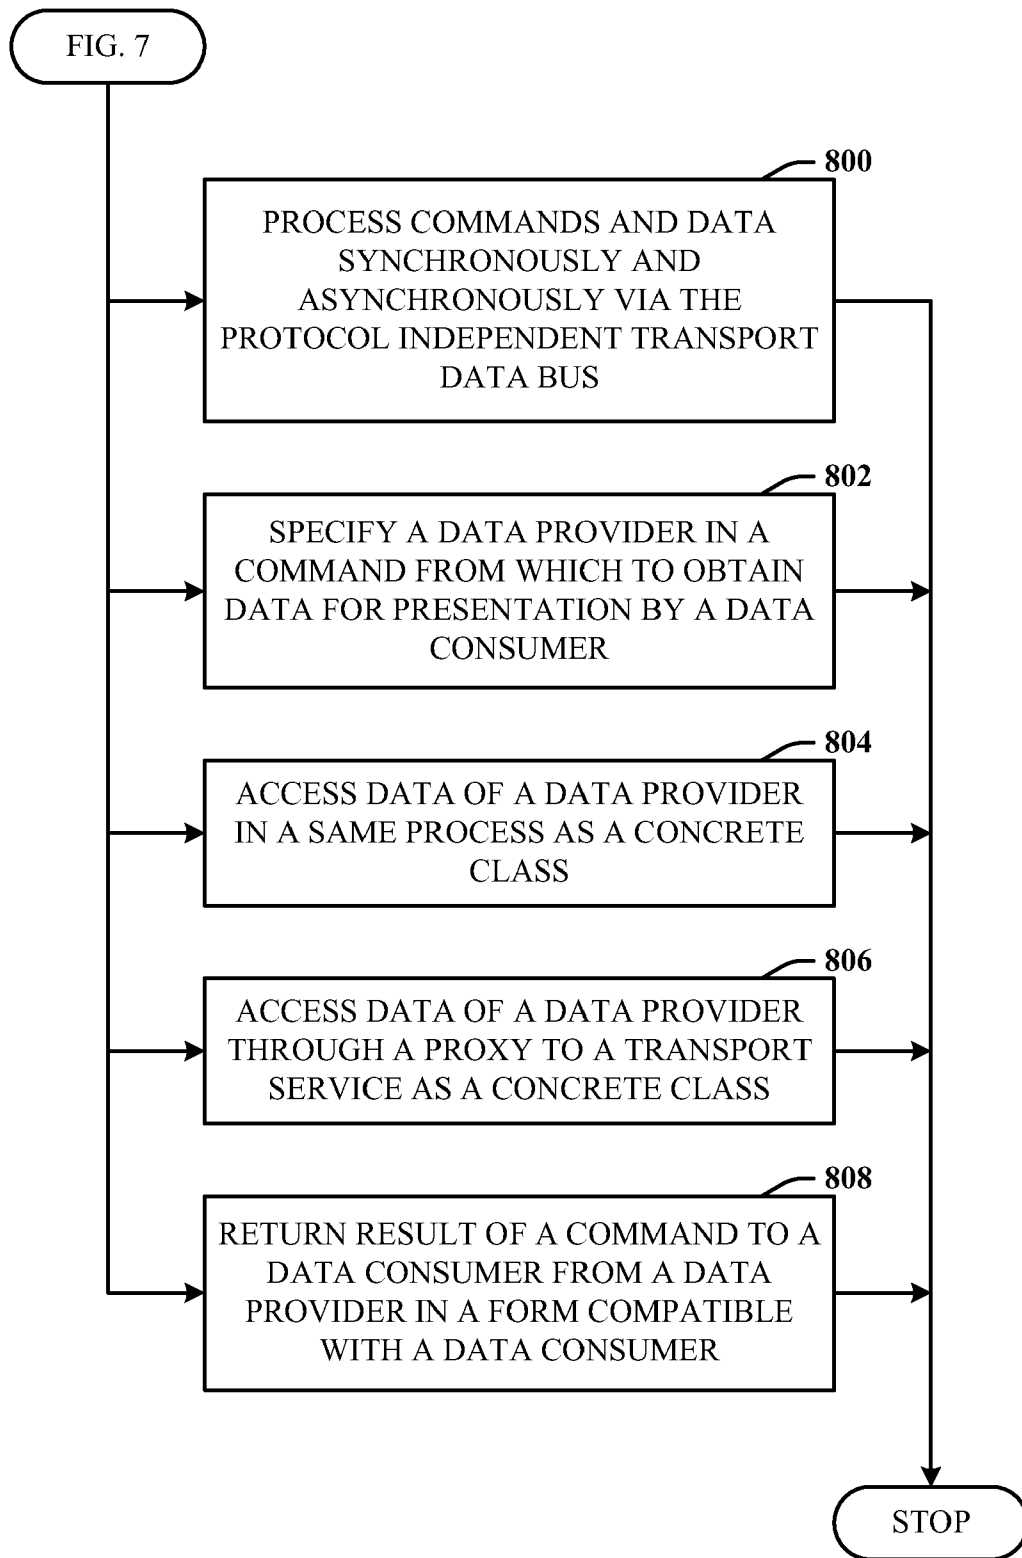 FIG. 7
800
PROCESS COMMANDS AND DATA
SYNCHRONOUSLY AND
ASYNCHRONOUSLY VIA THE
PROTOCOL INDEPENDENT TRANSPORT
DATA BUS
802
SPECIFY A DATA PROVIDER IN A
COMMAND FROM WHICH TO OBTAIN
DATA FOR PRESENTATION BY A DATA
CONSUMER
804
ACCESS DATA OF A DATA PROVIDER
IN A SAME PROCESS AS A CONCRETE
CLASS
806
ACCESS DATA OF A DATA PROVIDER
THROUGH A PROXY TO A TRANSPORT
SERVICE AS A CONCRETE CLASS
808
RETURN RESULT OF A COMMAND TO A
DATA CONSUMER FROM A DATA
PROVIDER IN A FORM COMPATIBLE
WITH A DATA CONSUMER
STOP